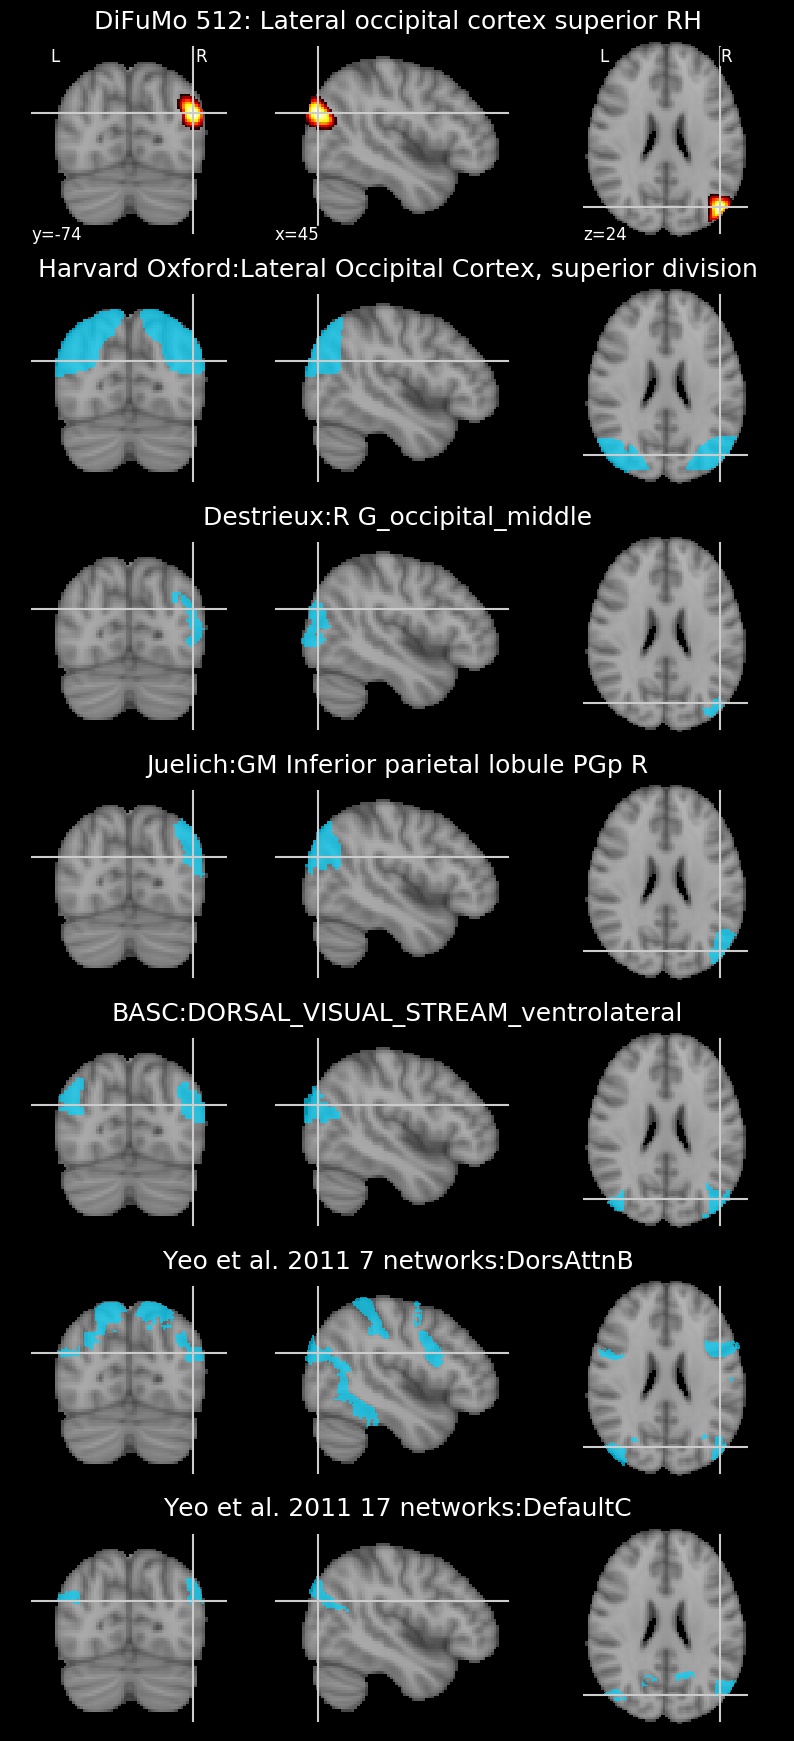 DiFuMo 512: Lateral occipital cortex superior RH
L R L R
y=-74 x=45 z=24
Harvard Oxford:Lateral Occipital Cortex, superior division
Destrieux:R G_occipital_middle
Juelich:GM Inferior parietal lobule PGp R
BASC:DORSAL_VISUAL_STREAM_ventrolateral
Yeo et al. 2011 7 networks:DorsAttnB
Yeo et al. 2011 17 networks:DefaultC